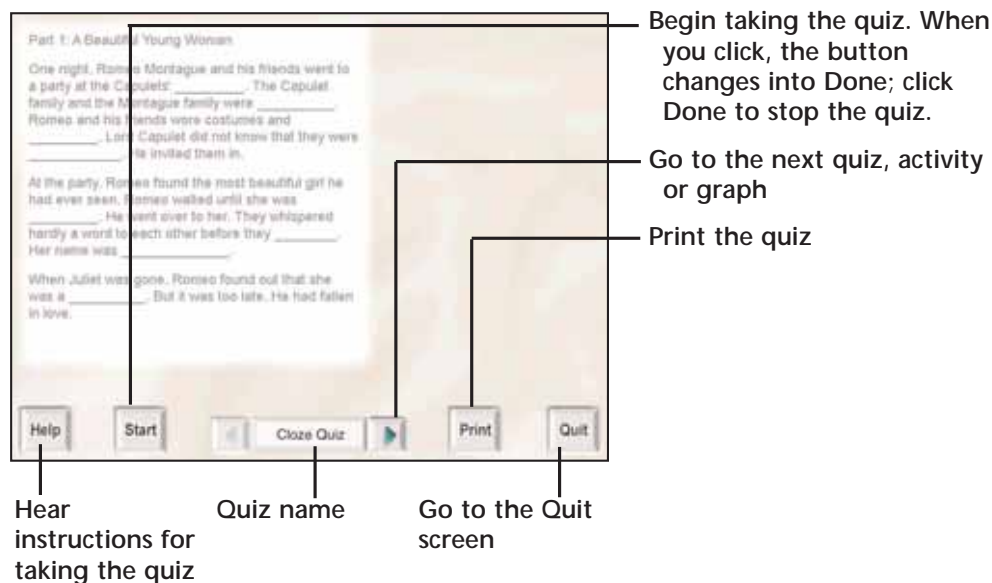 Part 1: A Beautiful Young Woman
One night, Romeo Montague and his friends went to
a party at the Capulets' __________. The Capulet
family and the Montague family were ___________.
Romeo and his friends wore costumes and
__________. Lord Capulet did not know that they were
_____________. He invited them in.
At the party, Romeo found the most beautiful girl he
had ever seen. Romeo walked until she was
__________. He went over to her. They whispered
hardly a word to each other before they _________.
Her name was ________________.
When Juliet was gone, Romeo found out that she
was a ___________. But it was too late. He had fallen
in love.
Help
Start
Cloze Quiz
Print
Quit
Begin taking the quiz. When
you click, the button
changes into Done; click
Done to stop the quiz.
Go to the next quiz, activity
or graph
Print the quiz
Hear
instructions for
taking the quiz
Quiz name
Go to the Quit
screen